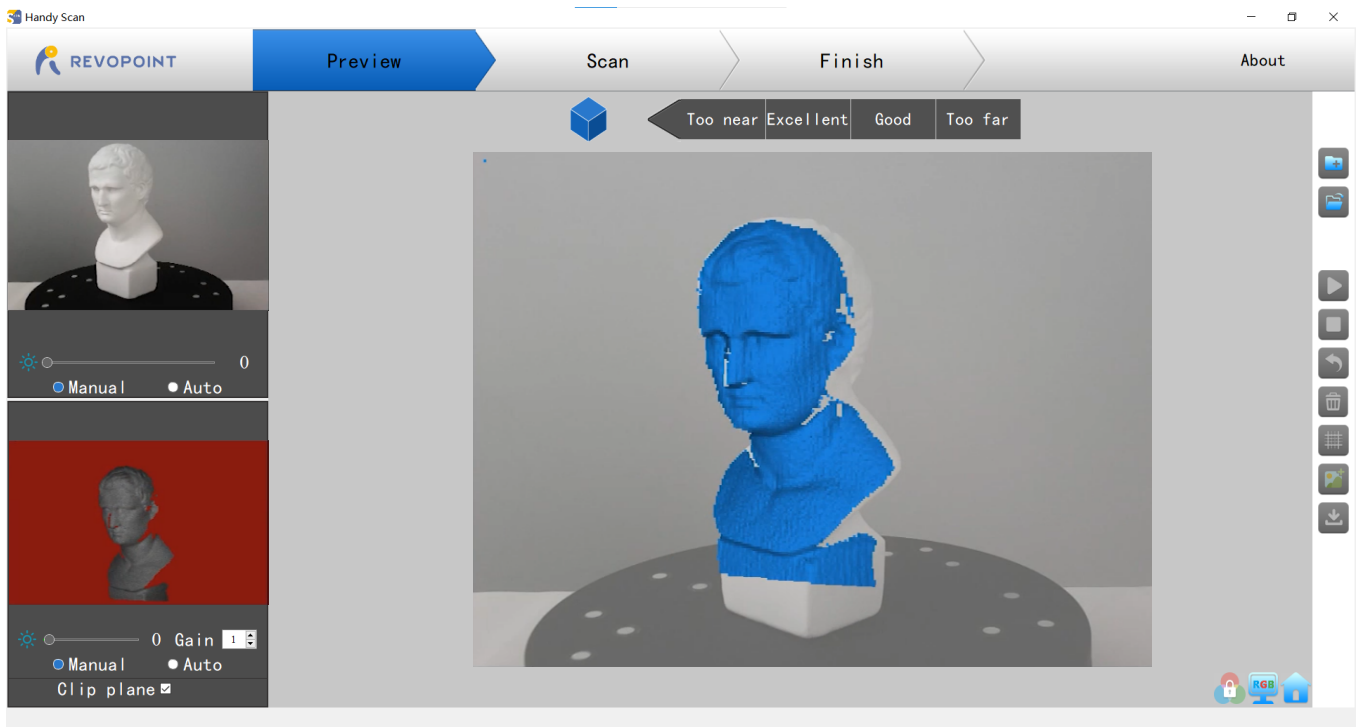 Handy Scan
REVOPOINT
Preview
Scan
Finish
About
Too near
Excellent
Good
Too far
0
Manual
Auto
0
Gain
1
Manual
Auto
Clip plane
RGB